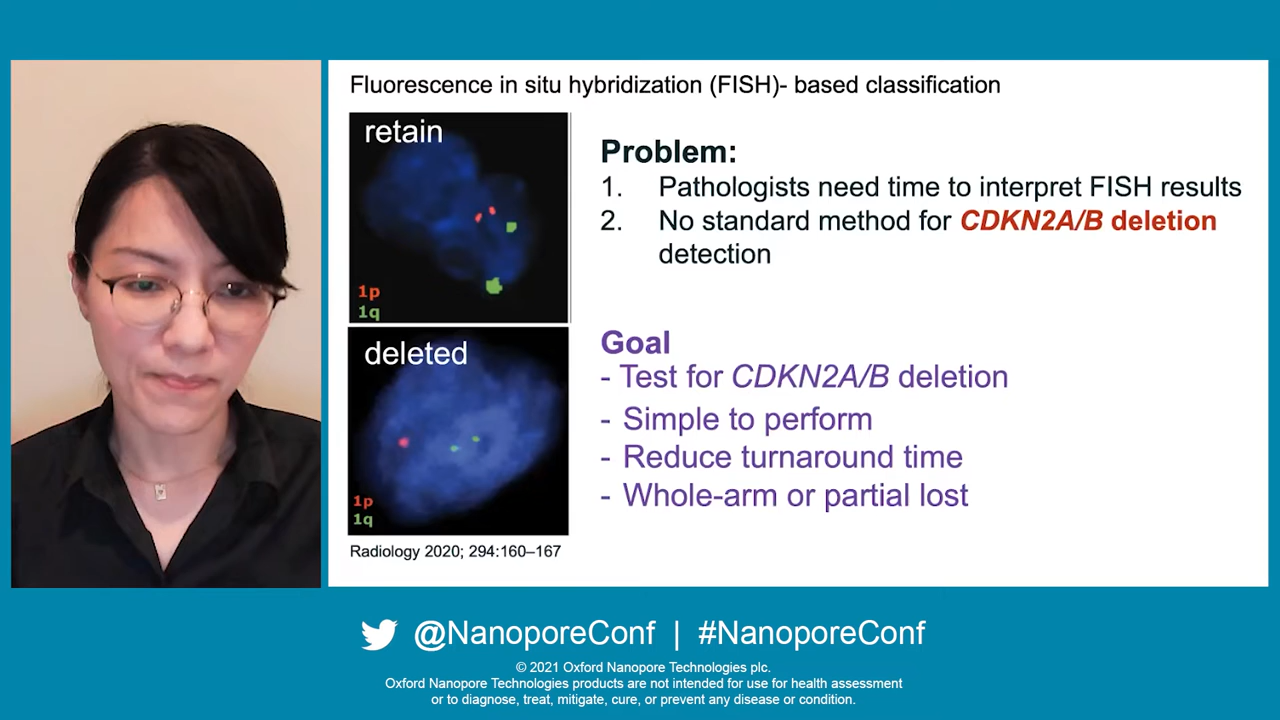 Fluorescence in situ hybridization (FISH)- based classification
retain
1p
1q
deleted
1p
1q
Radiology 2020; 294:160–167
Problem:
1. Pathologists need time to interpret FISH results
2. No standard method for CDKN2A/B deletion
detection
Goal
- Test for CDKN2A/B deletion
- Simple to perform
- Reduce turnaround time
- Whole-arm or partial lost
@NanoporeConf | #NanoporeConf
© 2021 Oxford Nanopore Technologies plc.
Oxford Nanopore Technologies products are not intended for use for health assessment
or to diagnose, treat, mitigate, cure, or prevent any disease or condition.